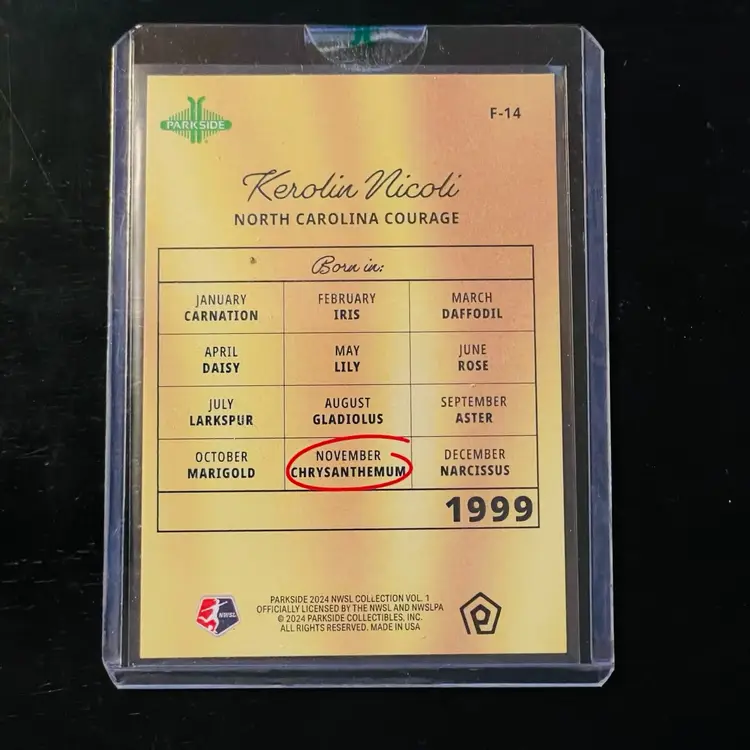 PARKSIDE
F-14
Kerolin Nicoli
NORTH CAROLINA COURAGE
Born in:
JANUARY
CARNATION
FEBRUARY
IRIS
MARCH
DAFFODIL
APRIL
DAISY
MAY
LILY
JUNE
ROSE
JULY
LARKSPUR
AUGUST
GLADIOLUS
SEPTEMBER
ASTER
OCTOBER
MARIGOLD
NOVEMBER
CHRYSANTHEMUM
DECEMBER
NARCISSUS
1999
NWSL
PARKSIDE 2024 NWSL COLLECTION VOL. 1
OFFICIALLY LICENSED BY THE NWSL AND NWSLPA
© 2024 PARKSIDE COLLECTIBLES, INC.
ALL RIGHTS RESERVED. MADE IN USA